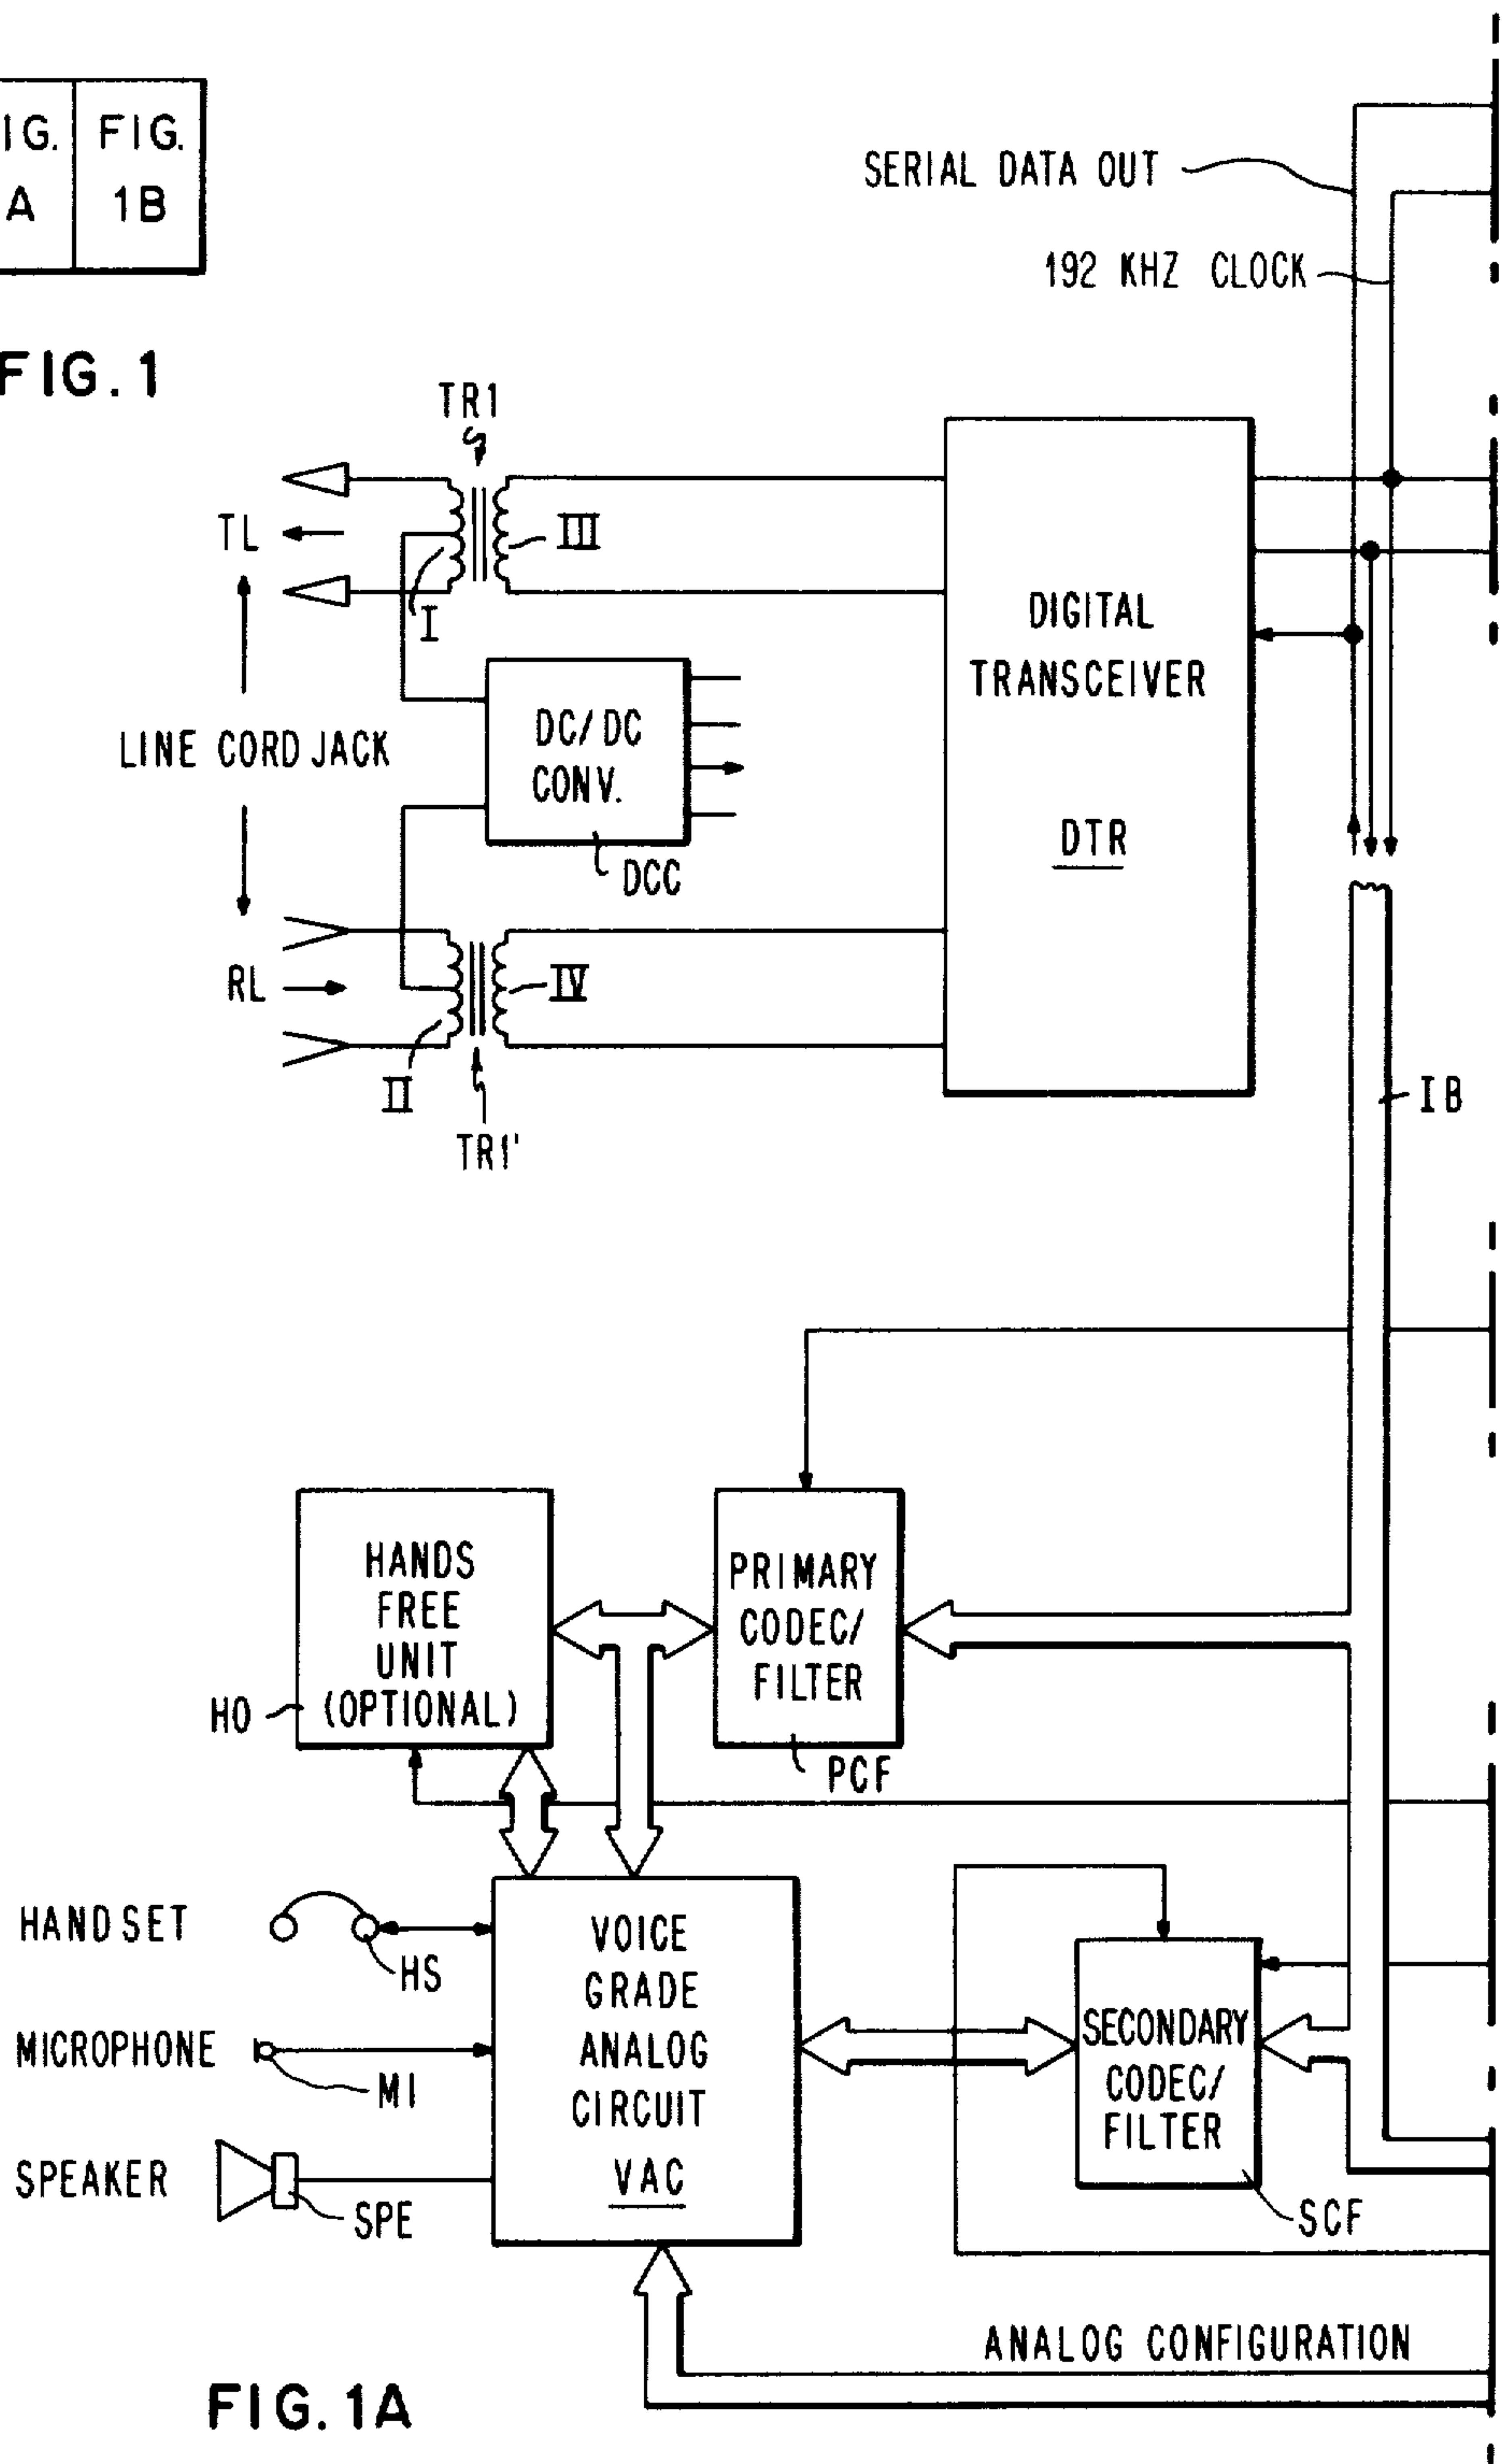 IG. FIG.
A 1B
FIG. 1
SERIAL DATA OUT
192 KHZ CLOCK
TR1
TL
III
I
DIGITAL
TRANSCEIVER
DTR
LINE CORD JACK
DC/DC
CONV.
DCC
RL
IV
II
TR1'
IB
HANDS
FREE
UNIT
(OPTIONAL)
HO
PRIMARY
CODEC/
FILTER
PCF
HANDSET
HS
MICROPHONE
MI
SPEAKER
SPE
VOICE
GRADE
ANALOG
CIRCUIT
VAC
SECONDARY
CODEC/
FILTER
SCF
ANALOG CONFIGURATION
FIG. 1A